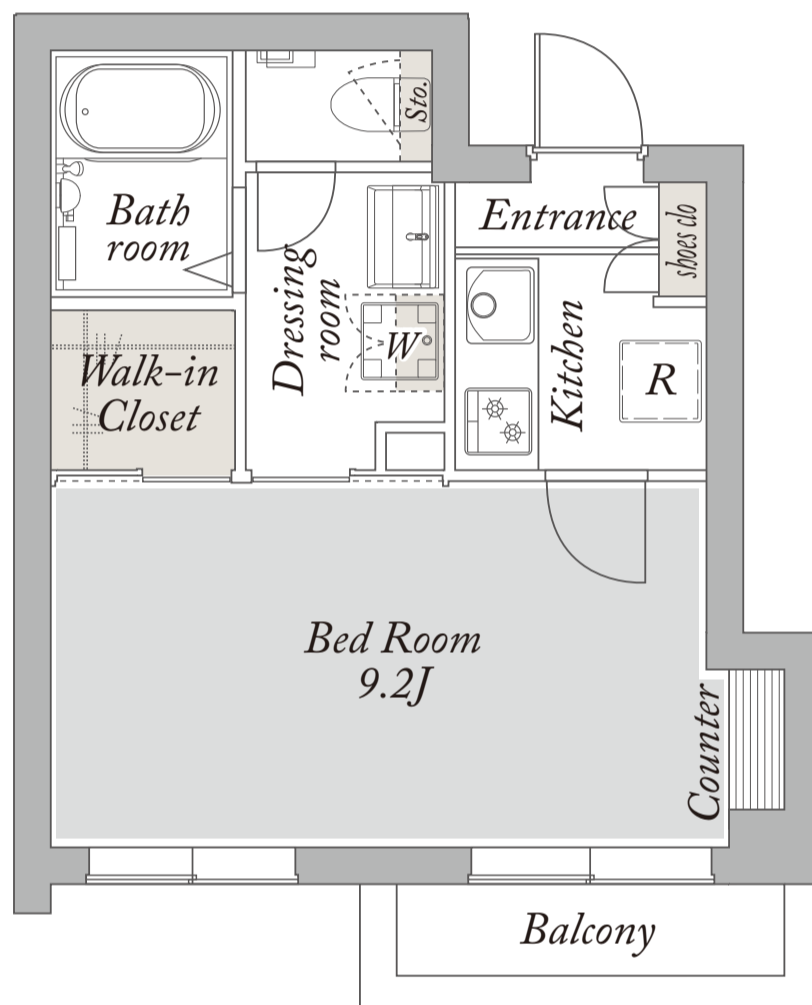 Sto.
Bath
room
Entrance
shoes clo
Dressing
room
W
Kitchen
R
Walk-in
Closet
Bed Room
9.2J
Counter
Balcony